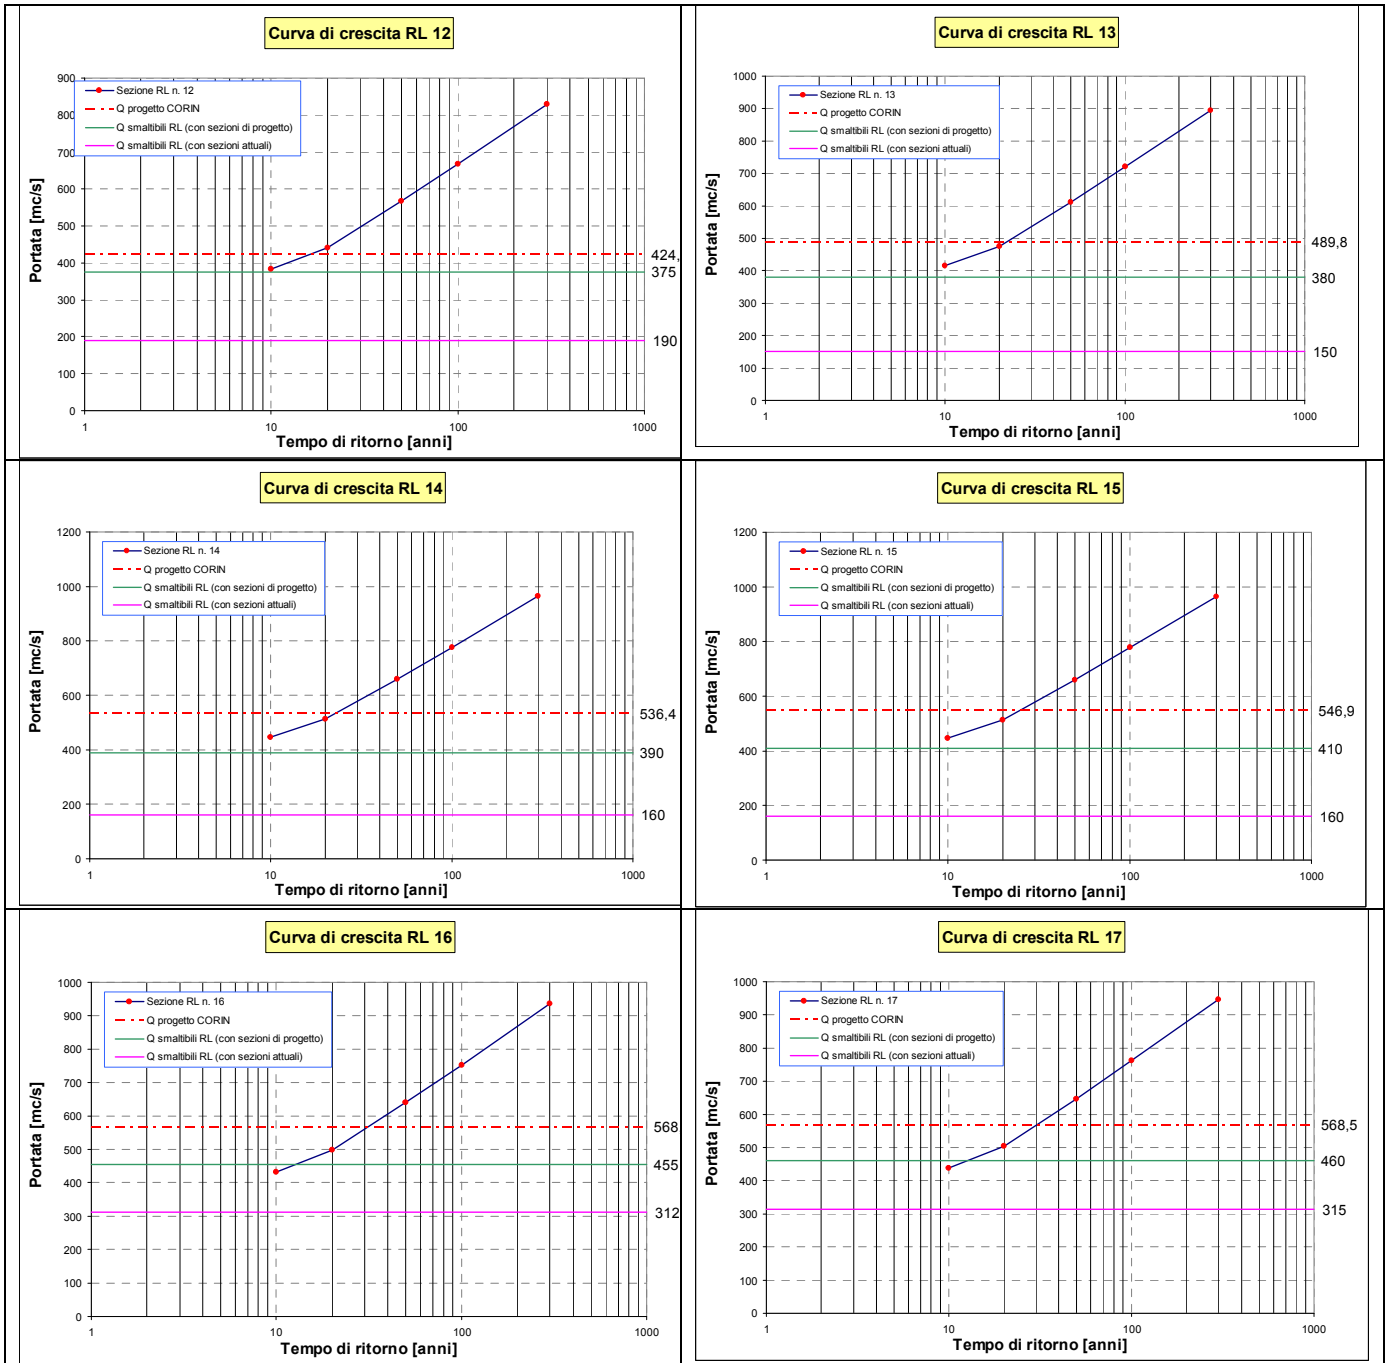 Curva di crescita RL 12
Portata [mc/s]
900
800
700
600
500
400
300
200
100
0
Sezione RL n. 12
Q progetto CORIN
Q smaltibili RL (con sezioni di progetto)
Q smaltibili RL (con sezioni attuali)
424,
375
190
1 10 100 1000
Tempo di ritorno [anni]
Curva di crescita RL 13
Portata [mc/s]
1000
900
800
700
600
500
400
300
200
100
0
Sezione RL n. 13
Q progetto CORIN
Q smaltibili RL (con sezioni di progetto)
Q smaltibili RL (con sezioni attuali)
489,8
380
150
1 10 100 1000
Tempo di ritorno [anni]
Curva di crescita RL 14
Portata [mc/s]
1200
1000
800
600
400
200
0
Sezione RL n. 14
Q progetto CORIN
Q smaltibili RL (con sezioni di progetto)
Q smaltibili RL (con sezioni attuali)
536,4
390
160
1 10 100 1000
Tempo di ritorno [anni]
Curva di crescita RL 15
Portata [mc/s]
1200
1000
800
600
400
200
0
Sezione RL n. 15
Q progetto CORIN
Q smaltibili RL (con sezioni di progetto)
Q smaltibili RL (con sezioni attuali)
546,9
410
160
1 10 100 1000
Tempo di ritorno [anni]
Curva di crescita RL 16
Portata [mc/s]
1000
900
800
700
600
500
400
300
200
100
0
Sezione RL n. 16
Q progetto CORIN
Q smaltibili RL (con sezioni di progetto)
Q smaltibili RL (con sezioni attuali)
568
455
312
1 10 100 1000
Tempo di ritorno [anni]
Curva di crescita RL 17
Portata [mc/s]
1000
900
800
700
600
500
400
300
200
100
0
Sezione RL n. 17
Q progetto CORIN
Q smaltibili RL (con sezioni di progetto)
Q smaltibili RL (con sezioni attuali)
568,5
460
315
1 10 100 1000
Tempo di ritorno [anni]